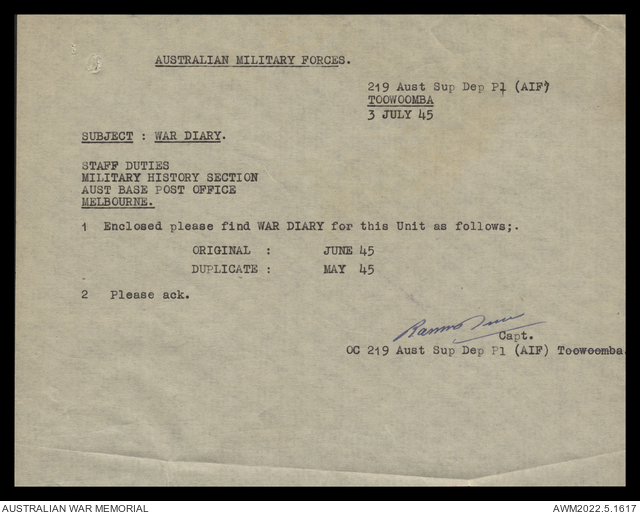 AUSTRALIAN MILITARY FORCES.
219 Aust Sup Dep Pl (AIF)
TOOWOOMBA
3 JULY 45
SUBJECT : WAR DIARY.
STAFF DUTIES
MILITARY HISTORY SECTION
AUST BASE POST OFFICE
MELBOURNE.
1 Enclosed please find WAR DIARY for this Unit as follows;.
ORIGINAL : JUNE 45
DUPLICATE : MAY 45
2 Please ack.
Capt.
OC 219 Aust Sup Dep Pl (AIF) Toowoomba.
AUSTRALIAN WAR MEMORIAL AWM2022.5.1617